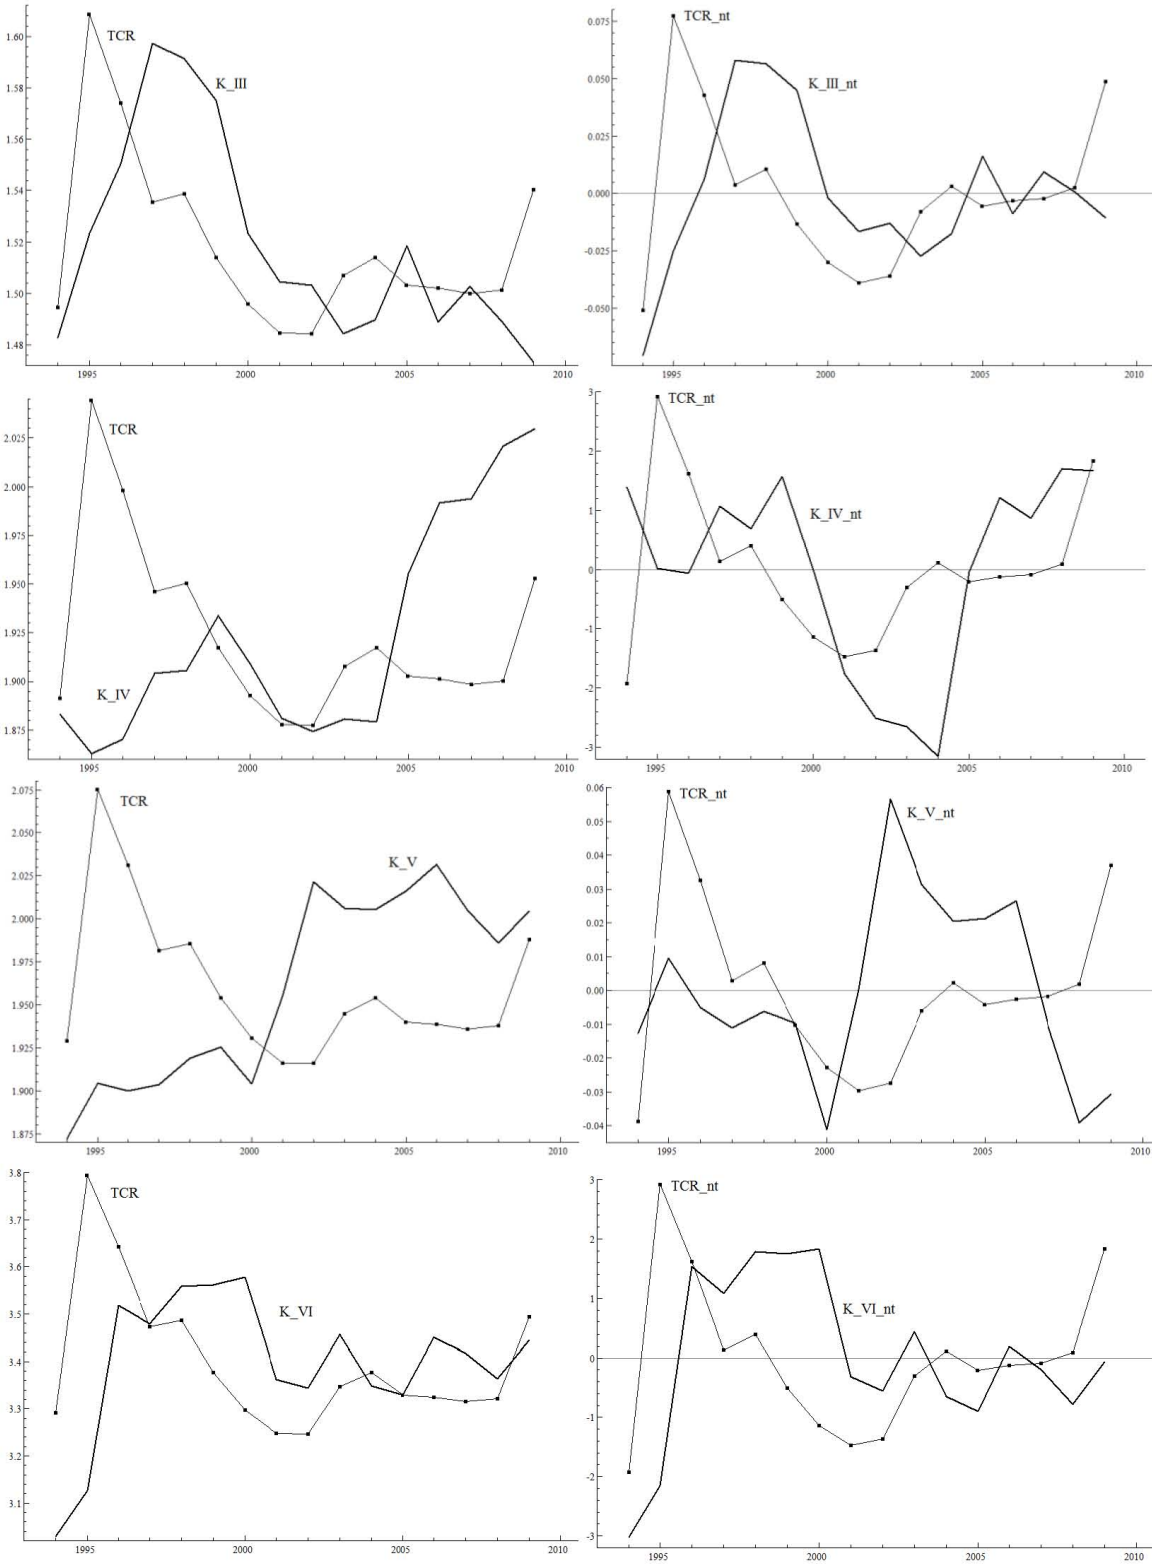 1.60
TCR
1.58
K_III
1.56
1.54
1.52
1.50
1.48
1995 2000 2005 2010
0.075
TCR_nt
0.050
K_III_nt
0.025
0.000
-0.025
-0.050
1995 2000 2005 2010
TCR
2.025
2.000
1.975
1.950
1.925
K_IV
1.900
1.875
1995 2000 2005 2010
3
TCR_nt
2
K_IV_nt
1
0
-1
-2
-3
1995 2000 2005 2010
2.075
TCR
2.050
K_V
2.025
2.000
1.975
1.950
1.925
1.900
1.875
1995 2000 2005 2010
0.06
TCR_nt
K_V_nt
0.05
0.04
0.03
0.02
0.01
0.00
-0.01
-0.02
-0.03
-0.04
1995 2000 2005 2010
3.8
TCR
3.7
3.6
3.5
K_VI
3.4
3.3
3.2
3.1
1995 2000 2005 2010
3
TCR_nt
2
1
K_VI_nt
0
-1
-2
-3
1995 2000 2005 2010